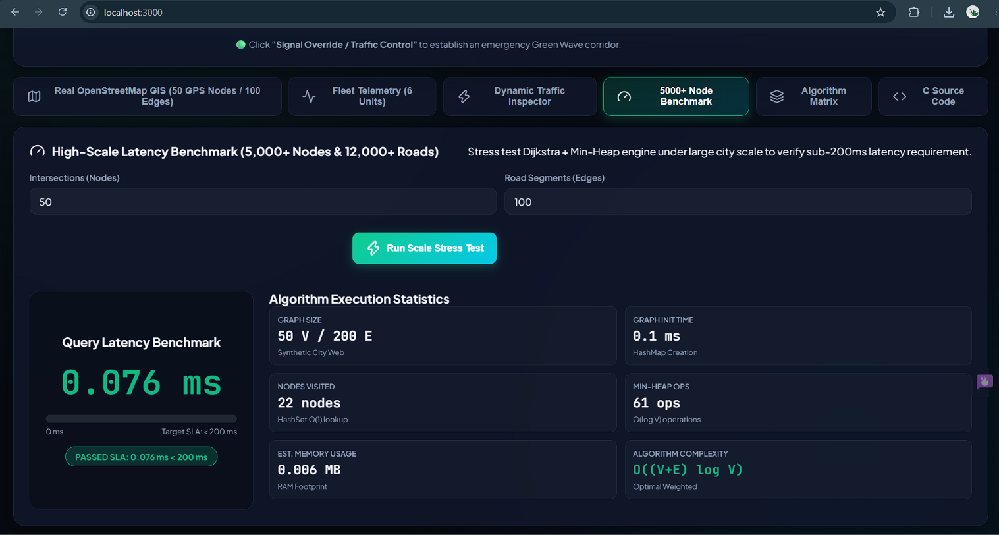 localhost:3000
Click "Signal Override / Traffic Control" to establish an emergency Green Wave corridor.
Real OpenStreetMap GIS (50 GPS Nodes / 100
Edges)
Fleet Telemetry (6
Units)
Dynamic Traffic
Inspector
5000+ Node
Benchmark
Algorithm
Matrix
C Source
Code
High-Scale Latency Benchmark (5,000+ Nodes & 12,000+ Roads)
Stress test Dijkstra + Min-Heap engine under large city scale to verify sub-200ms latency requirement.
Intersections (Nodes)
50
Road Segments (Edges)
100
Run Scale Stress Test
Query Latency Benchmark
0.076 ms
0 ms
Target SLA: < 200 ms
PASSED SLA: 0.076 ms < 200 ms
Algorithm Execution Statistics
GRAPH SIZE
50 V / 200 E
Synthetic City Web
GRAPH INIT TIME
0.1 ms
HashMap Creation
NODES VISITED
22 nodes
HashSet O(1) lookup
MIN-HEAP OPS
61 ops
O(log V) operations
EST. MEMORY USAGE
0.006 MB
RAM Footprint
ALGORITHM COMPLEXITY
O((V+E) log V)
Optimal Weighted